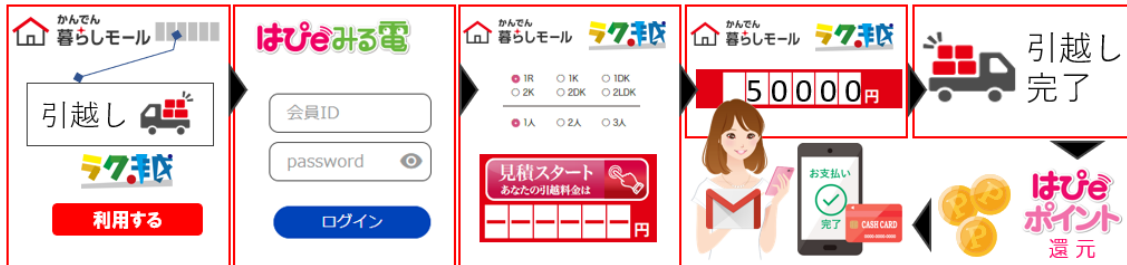 かんでん
暮らしモール
引越し
ラク越
利用する
はぴeみる電
会員ID
password
ログイン
かんでん
暮らしモール
ラク越
1R 1K 1DK
2K 2DK 2LDK
1人 2人 3人
見積スタート
あなたの引越料金は
円
かんでん
暮らしモール
ラク越
50000円
お支払い
完了
CASH CARD
引越し
完了
はぴe
ポイント
還元
P
P
P